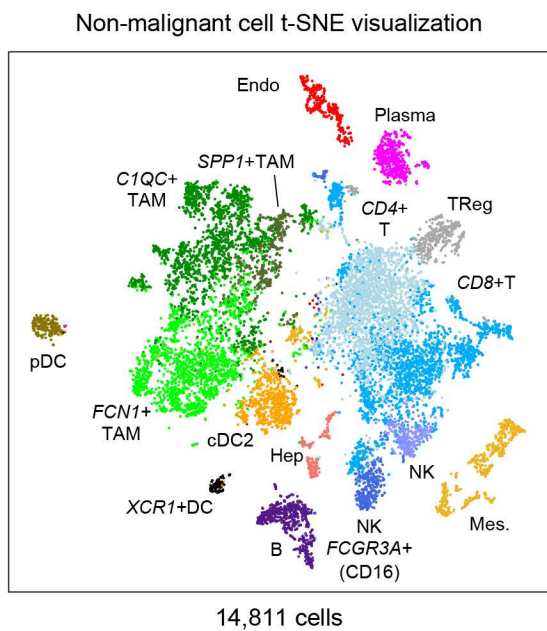 Non-malignant cell t-SNE visualization
Endo
Plasma
SPP1+TAM
C1QC+
TAM
CD4+
T
TReg
CD8+T
pDC
FCN1+
TAM
cDC2
Hep
NK
XCR1+DC
B
NK
FCGR3A+
(CD16)
Mes.
14,811 cells